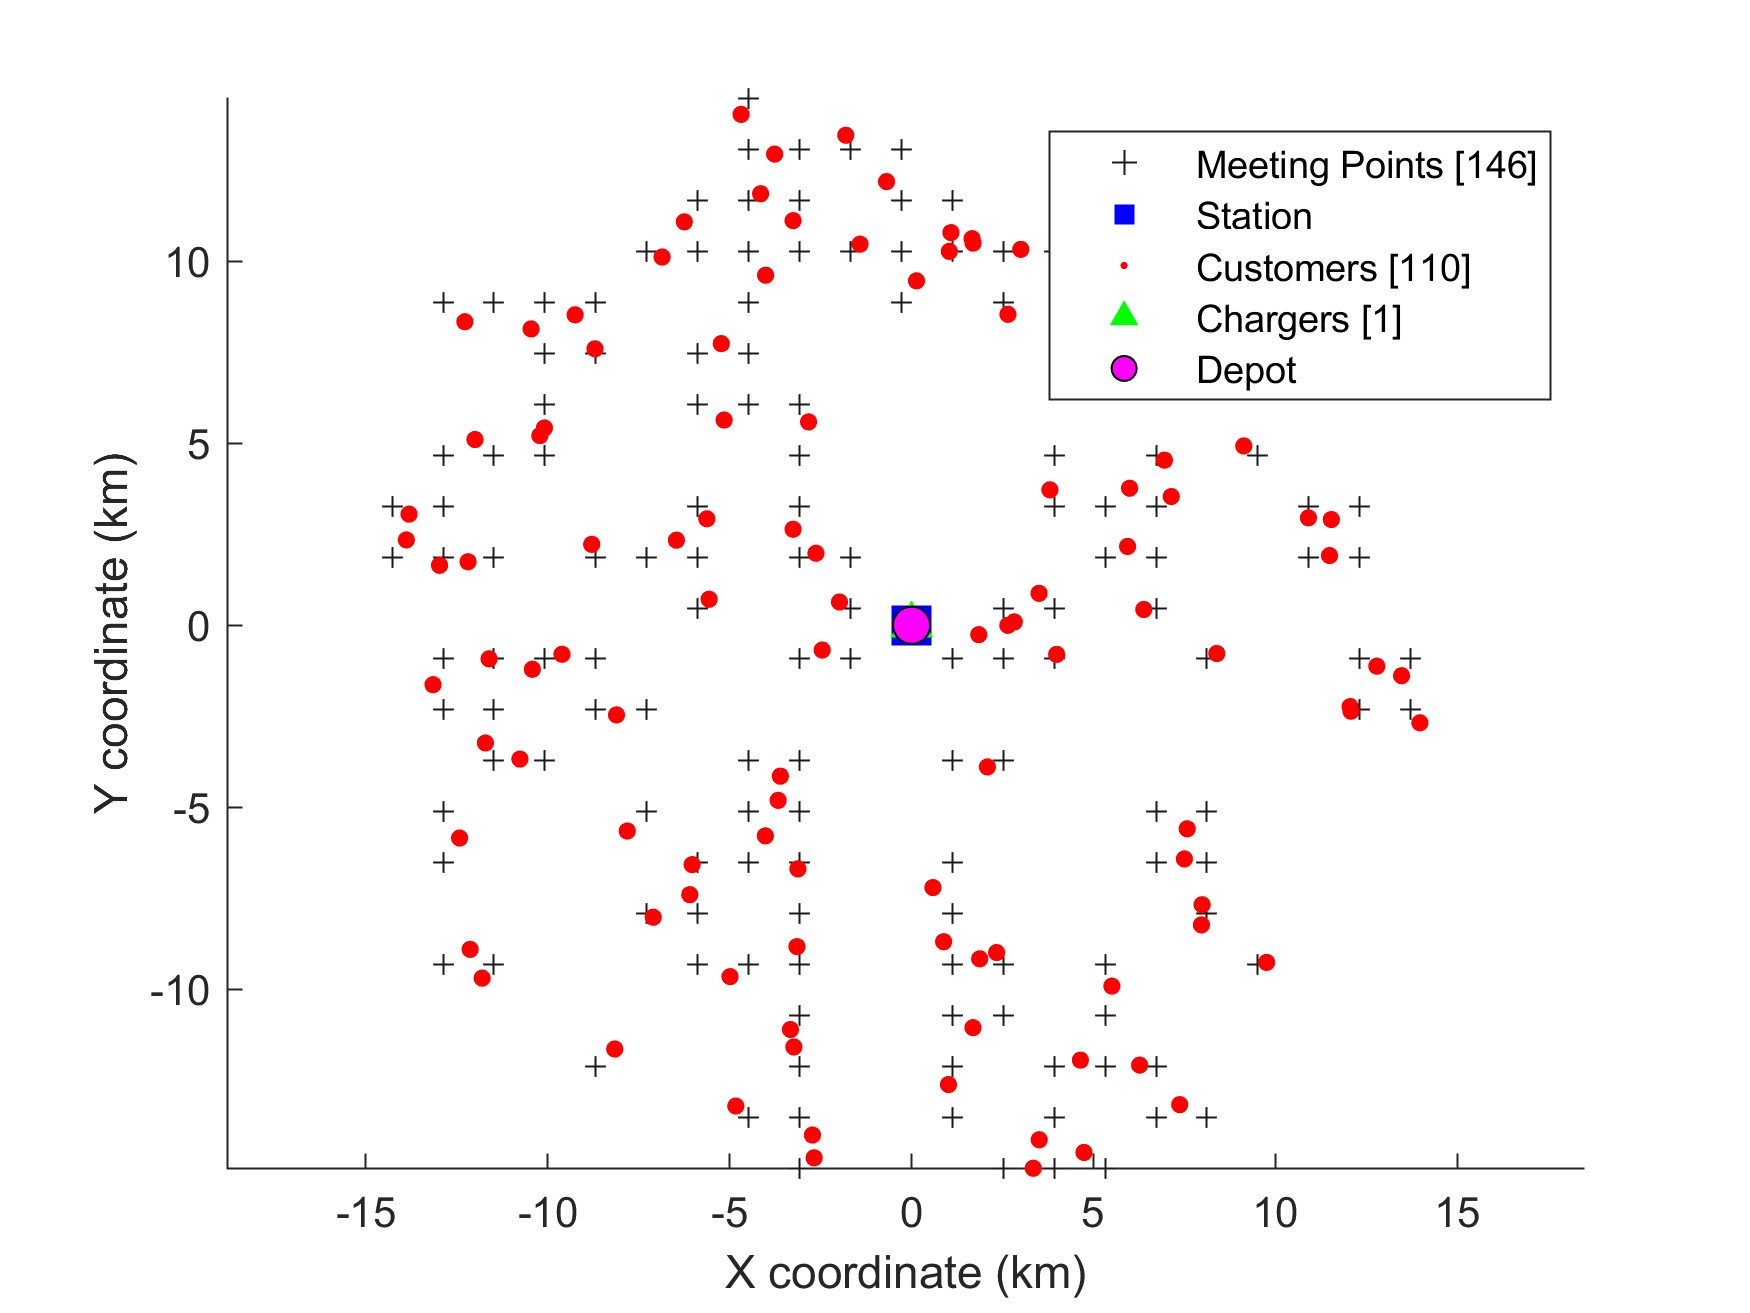 Meeting Points [146]
Station
Customers [110]
Chargers [1]
Depot
10
5
0
-5
-10
Y coordinate (km)
-15 -10 -5 0 5 10 15
X coordinate (km)